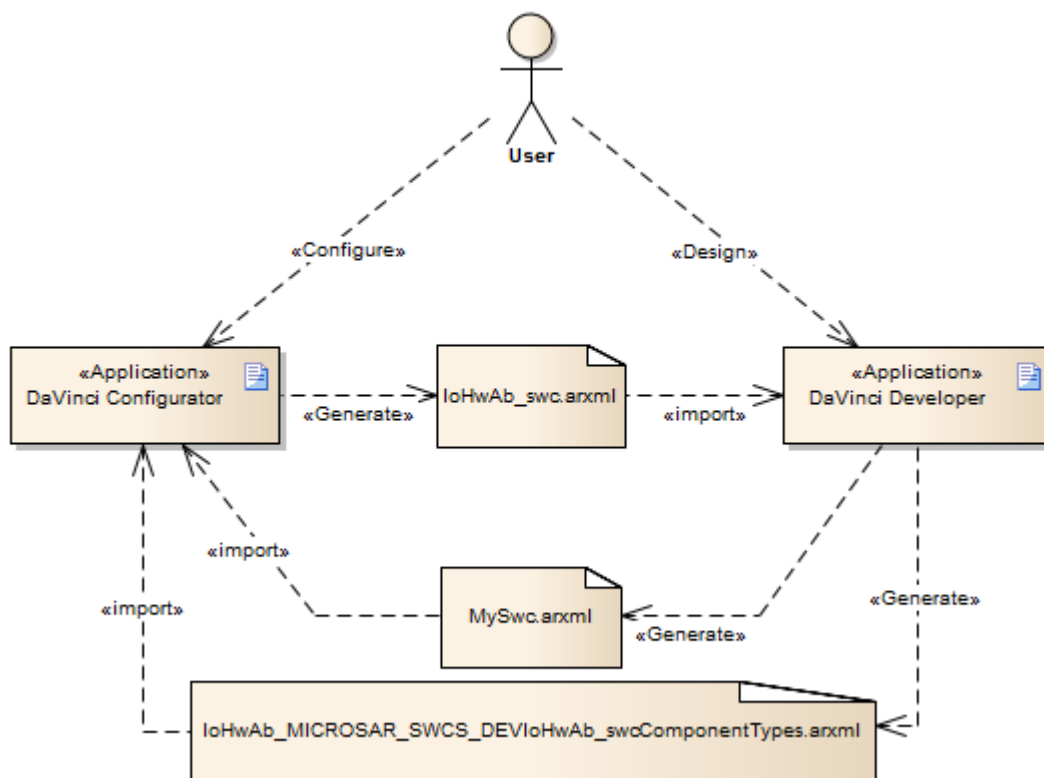 User
«Configure»
«Design»
«Application»
DaVinci Configurator
«Generate»
IoHwAb_swc.arxml
«import»
«Application»
DaVinci Developer
«import»
«import»
MySwc.arxml
«Generate»
«Generate»
IoHwAb_MICROSAR_SWCS_DEVIoHwAb_swcComponentTypes.arxml